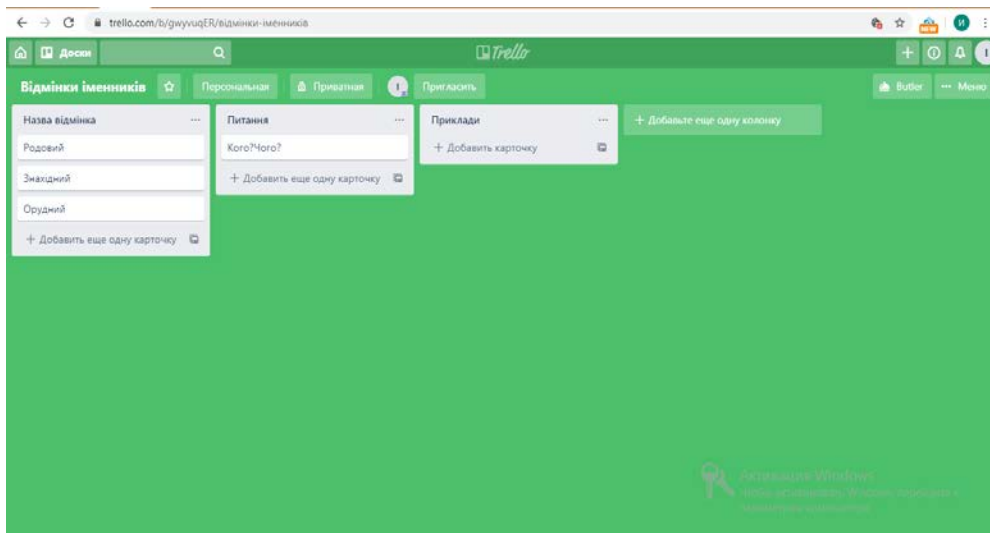 trello.com/b/gwyvuqER/відмінки-іменників
NEW
И
Доски
Trello
Відмінки іменників
Персональная
Приватная
I
Пригласить
Butler
Меню
Назва відмінка
Питання
Приклади
+ Добавьте еще одну колонку
Родовий
Кого?Чого?
+ Добавить карточку
Знахідний
+ Добавить еще одну карточку
Орудний
+ Добавить еще одну карточку
Активация Windows